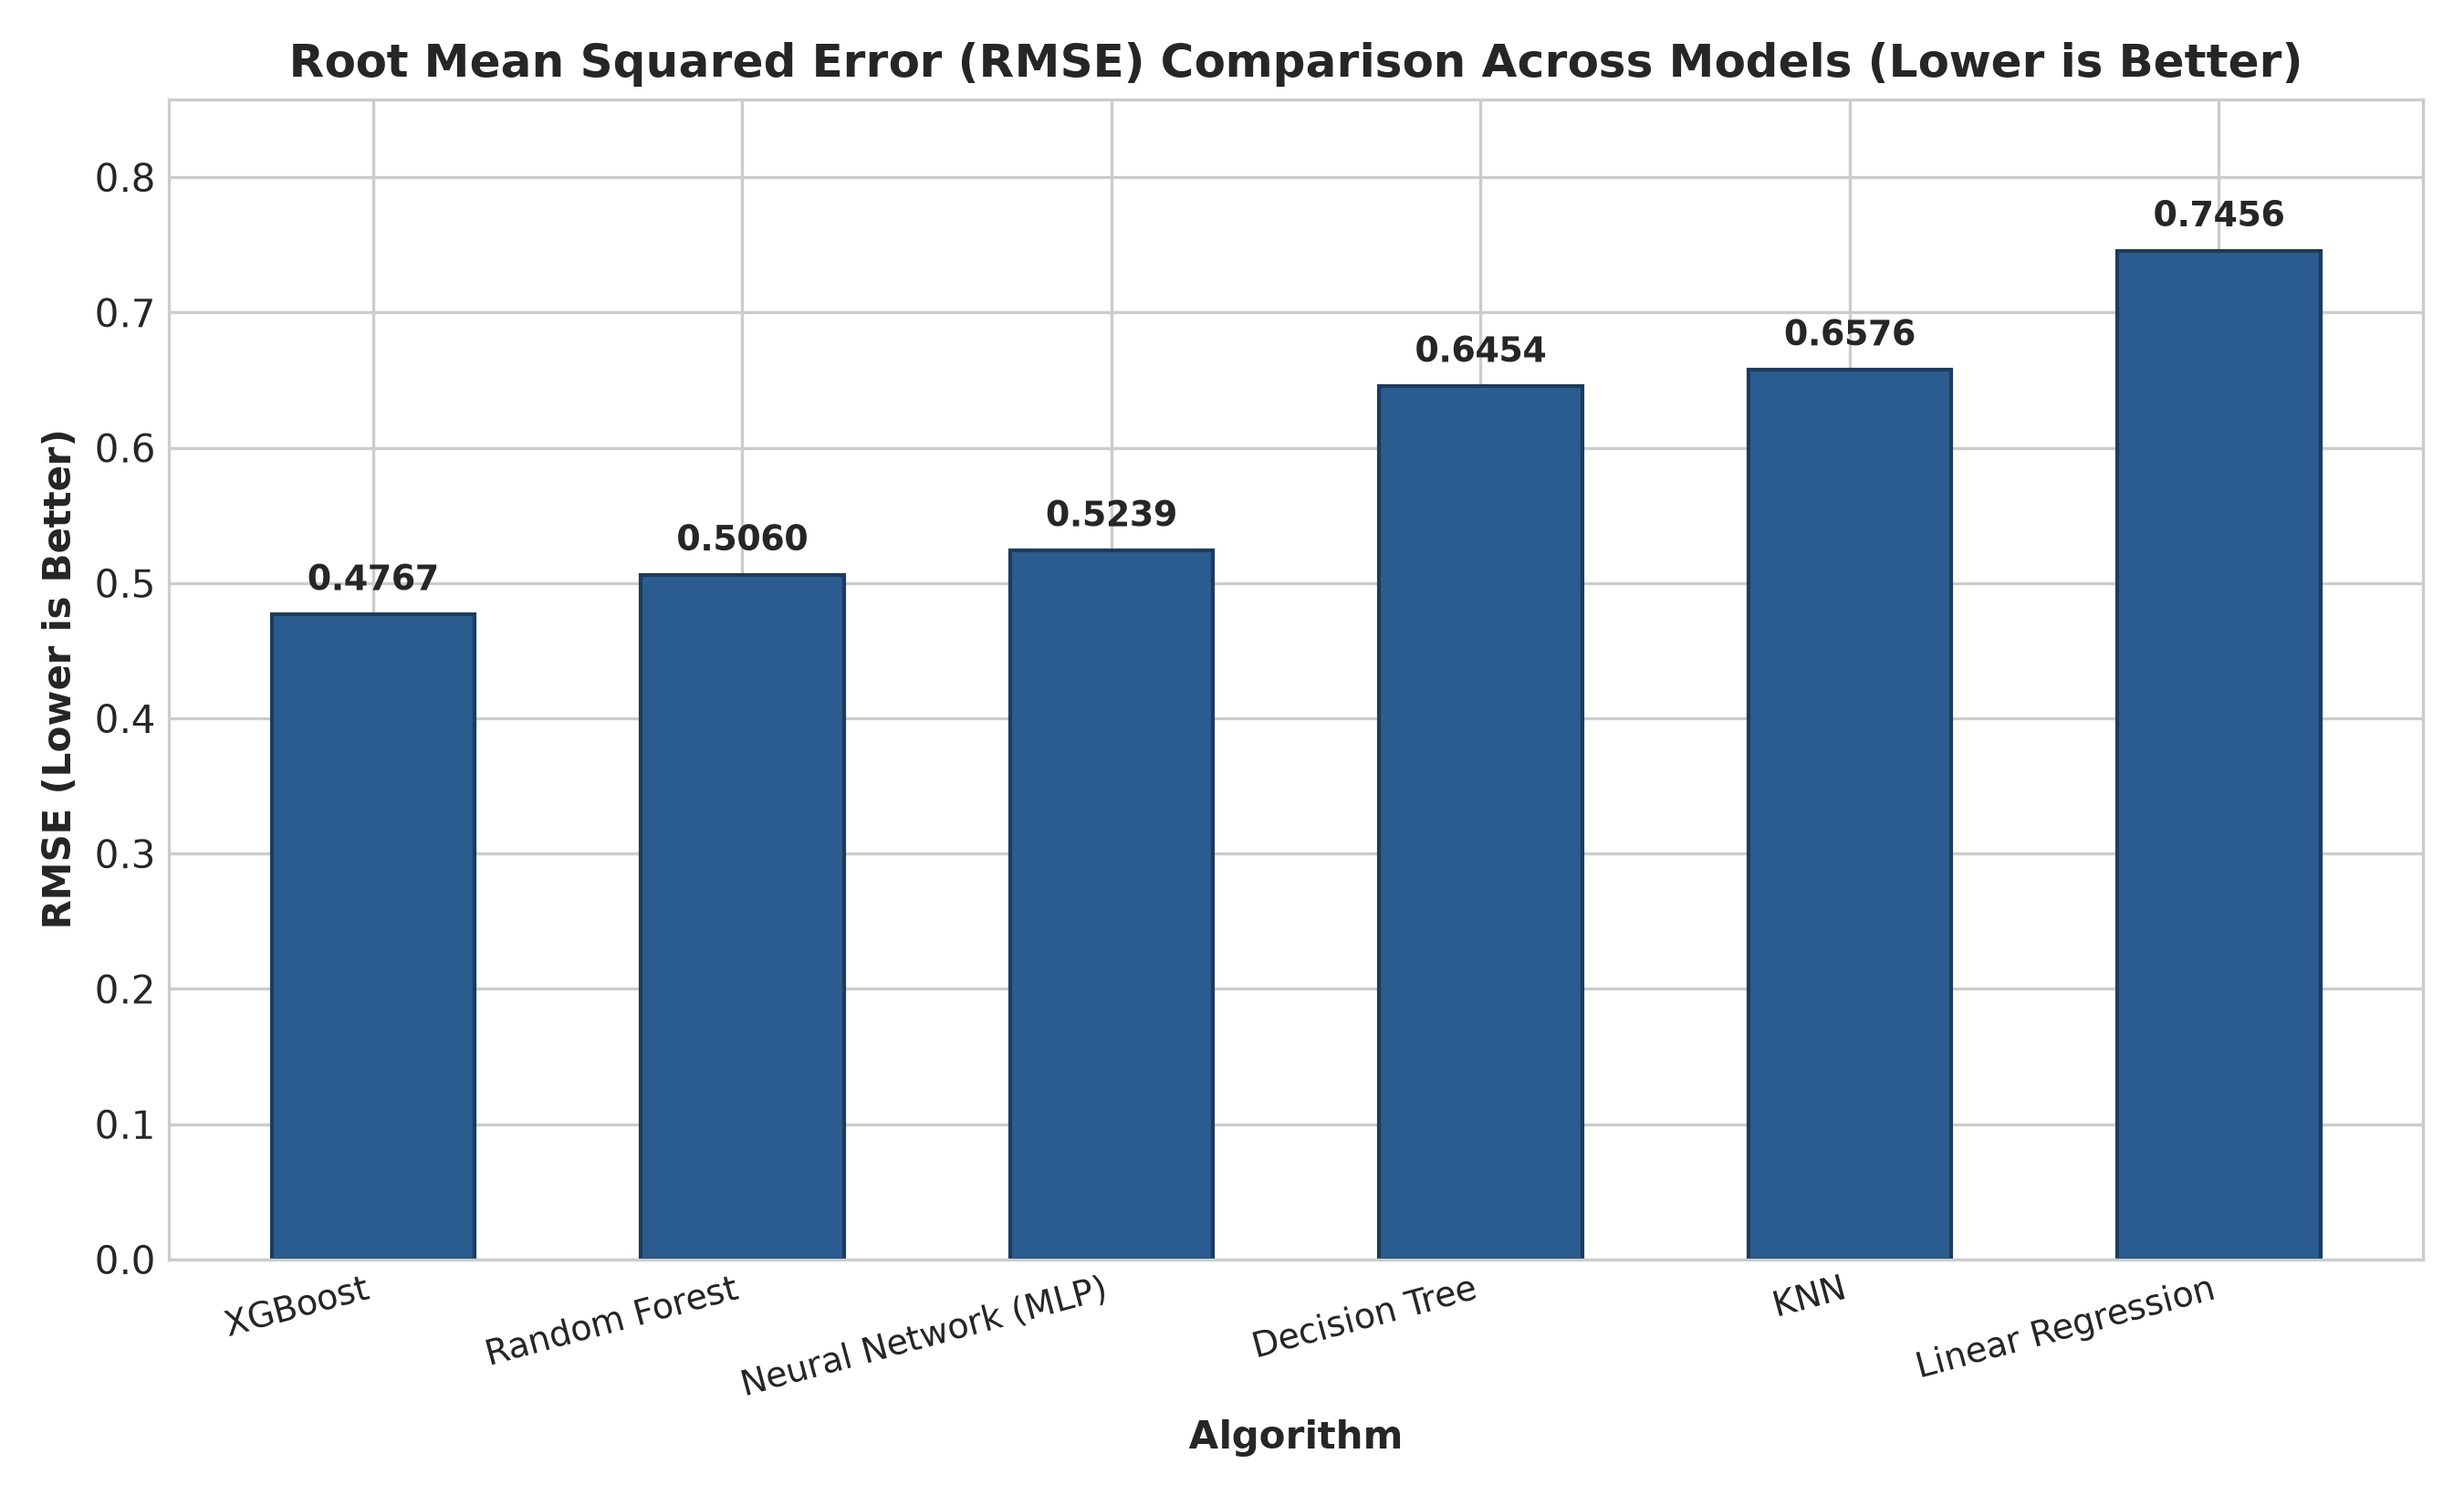 Root Mean Squared Error (RMSE) Comparison Across Models (Lower is Better)
RMSE (Lower is Better)
0.8
0.7
0.6
0.5
0.4
0.3
0.2
0.1
0.0
0.4767
0.5060
0.5239
0.6454
0.6576
0.7456
XGBoost
Random Forest
Neural Network (MLP)
Decision Tree
KNN
Linear Regression
Algorithm